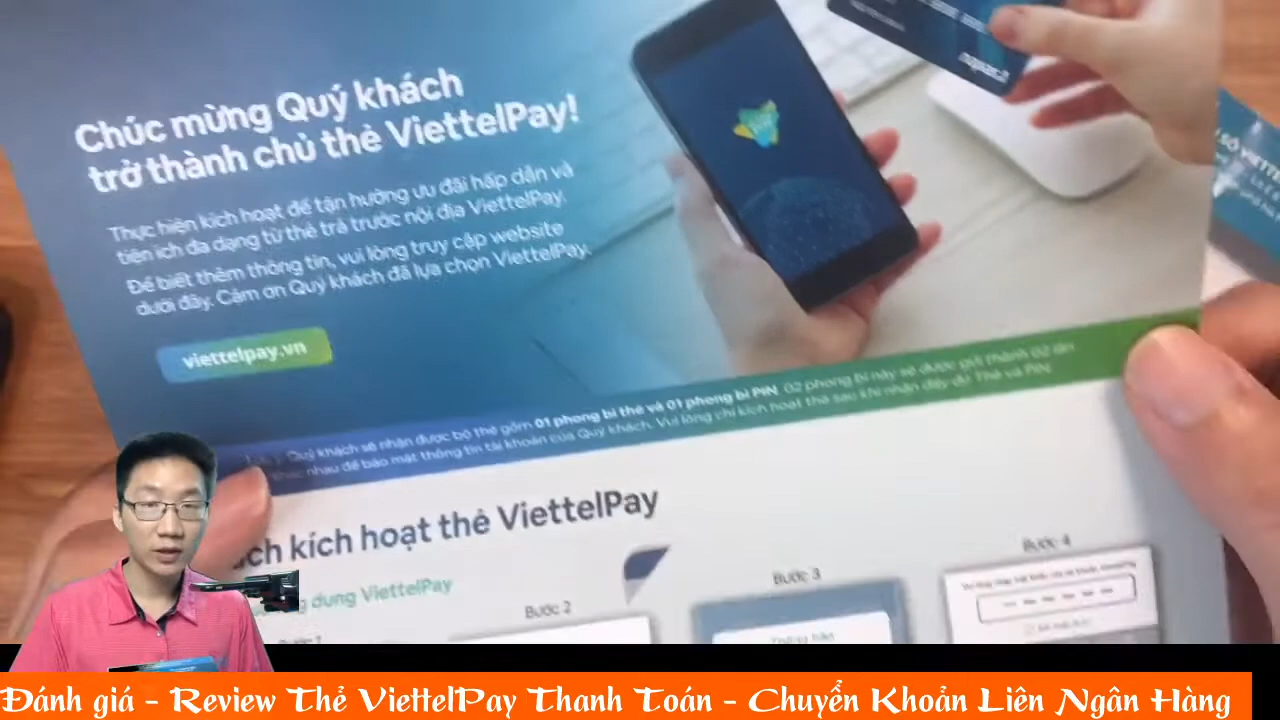 Chúc mừng Quý khách
trở thành chủ thẻ ViettelPay!
Thực hiện kích hoạt để tận hưởng ưu đãi hấp dẫn và
tiện ích đa dạng từ thẻ trả trước nội địa ViettelPay.
Để biết thêm thông tin, vui lòng truy cập website
dưới đây. Cảm ơn Quý khách đã lựa chọn ViettelPay.
viettelpay.vn
Quý khách sẽ nhận được bộ thẻ gồm 01 phong bì thẻ và 01 phong bì PIN. 02 phong bì này sẽ được gửi thành 02 lần
khác nhau để bảo mật thông tin tài khoản của Quý khách. Vui lòng chỉ kích hoạt thẻ sau khi nhận đầy đủ Thẻ và PIN.
ách kích hoạt thẻ ViettelPay
dụng ViettelPay
Bước 2
Bước 3
Bước 4
napas
Đánh giá - Review Thẻ ViettelPay Thanh Toán - Chuyển Khoản Liên Ngân Hàng